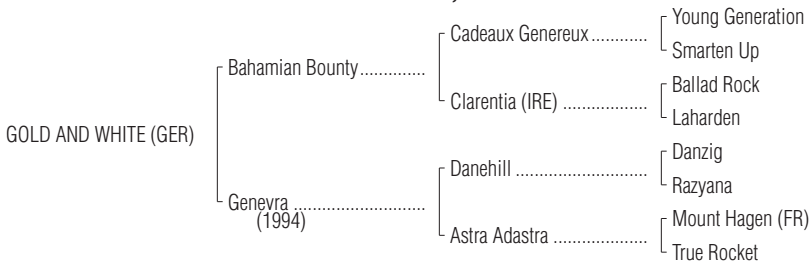 Young Generation
Cadeaux Genereux............
Smarten Up
Bahamian Bounty..............
Ballad Rock
Clarentia (IRE) ..................
Laharden
GOLD AND WHITE (GER)
Danzig
Danehill ............................
Razyana
Genevra ............................
(1994)
Mount Hagen (FR)
Astra Adastra ....................
True Rocket